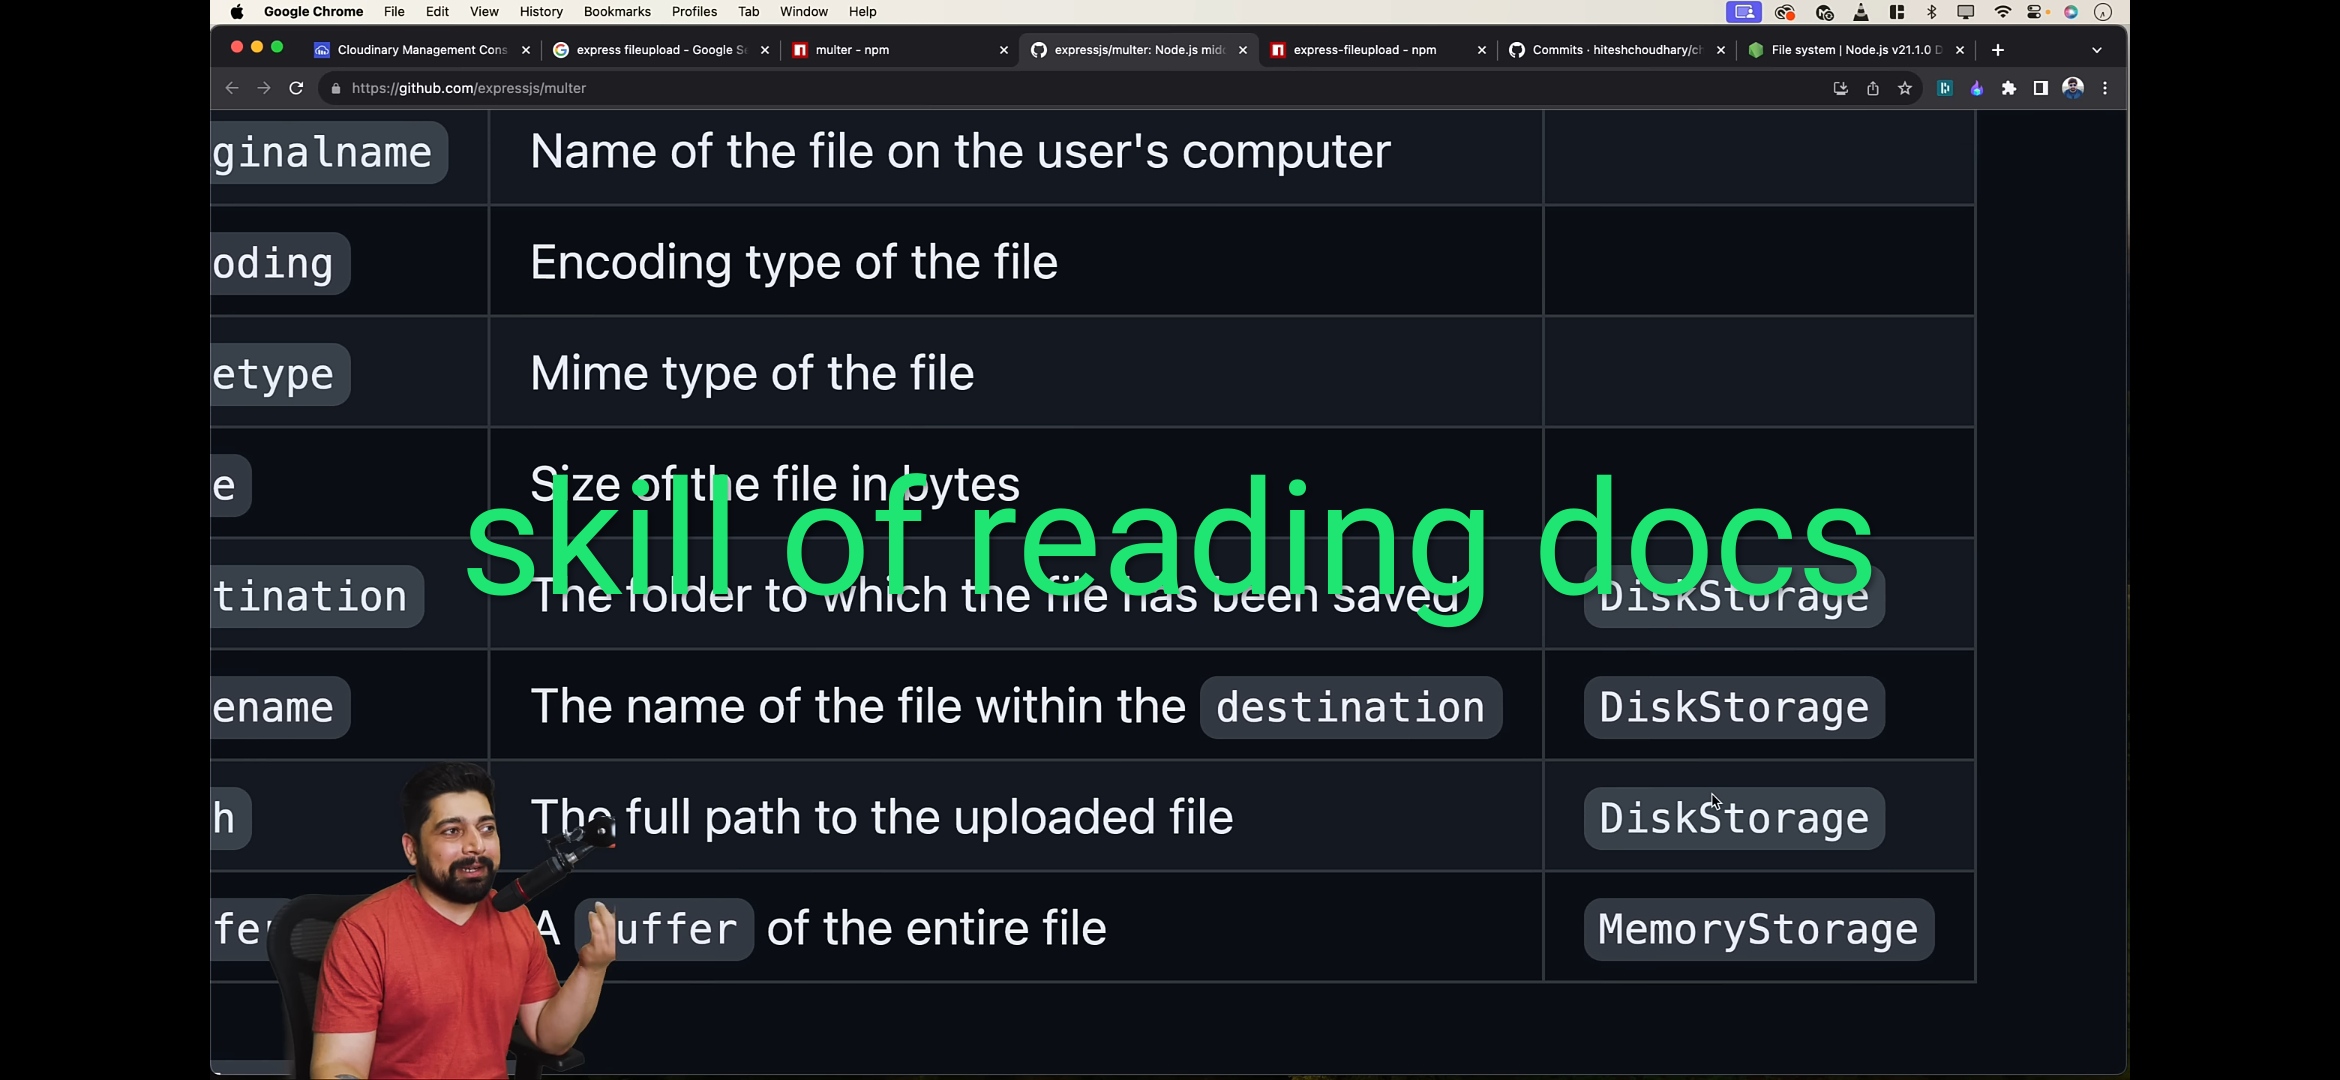 Google Chrome File Edit View History Bookmarks Profiles Tab Window Help
Cloudinary Management Cons express fileupload - Google Se multer - npm expressjs/multer: Node.js mid express-fileupload - npm Commits · hiteshchoudhary/ch File system | Node.js v21.1.0 D
https://github.com/expressjs/multer
ginalname Name of the file on the user's computer
oding Encoding type of the file
etype Mime type of the file
e Size of the file in bytes
skill of reading docs
tination The folder to which the file has been saved DiskStorage
ename The name of the file within the destination DiskStorage
h The full path to the uploaded file DiskStorage
fer A uffer of the entire file MemoryStorage